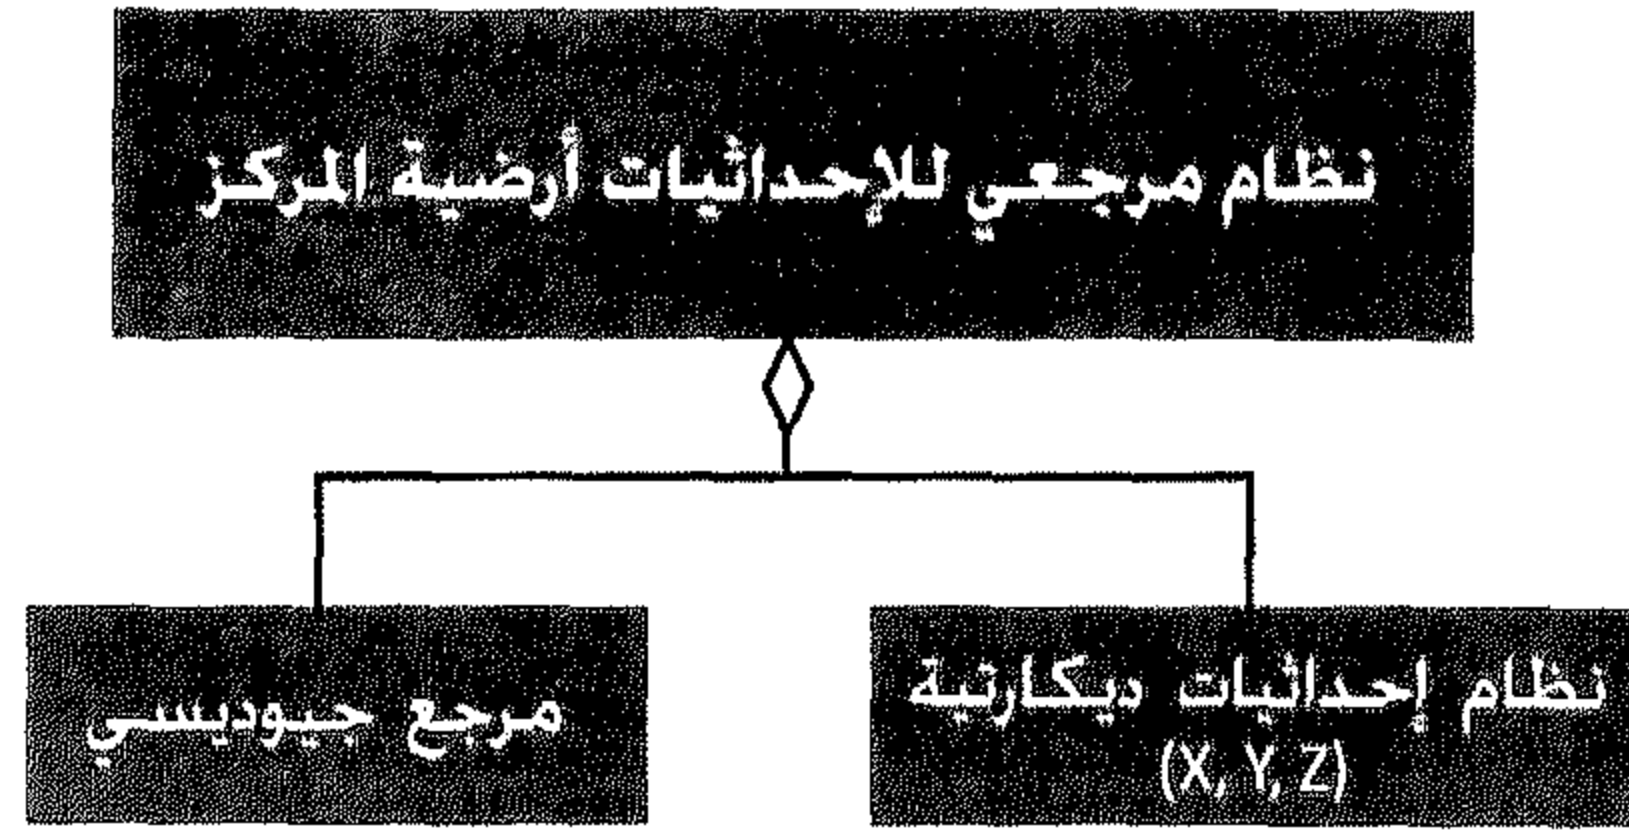 نظام مرجعي للإحداثيات أرضية المركز
نظام إحداثيات ديكارتية
(X, Y, Z)
مرجع جيوديسي